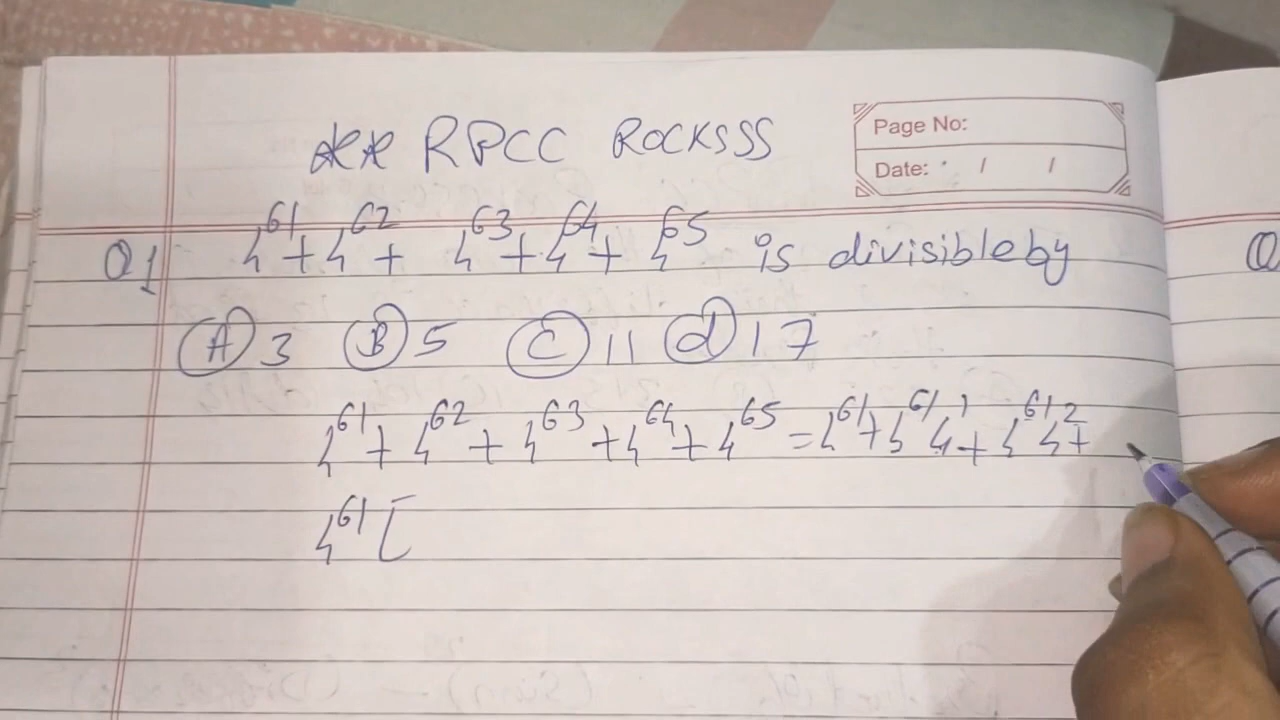 RPCC ROCKSSS
Page No:
Date: / /
Q1 4^61 + 4^62 + 4^63 + 4^64 + 4^65 is divisible by
(A) 3 (B) 5 (C) 11 (d) 17
4^61 + 4^62 + 4^63 + 4^64 + 4^65 = 4^61 + 4^61 4^1 + 4^61 4^2 +
4^61 [
Q